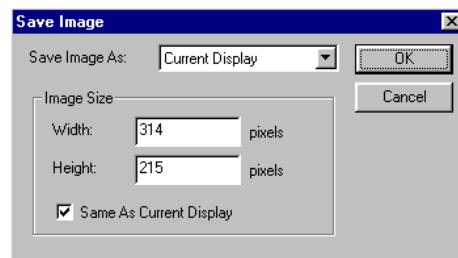 Save Image
Save Image As: Current Display OK
Cancel
Image Size
Width: 314 pixels
Height: 215 pixels
Same As Current Display